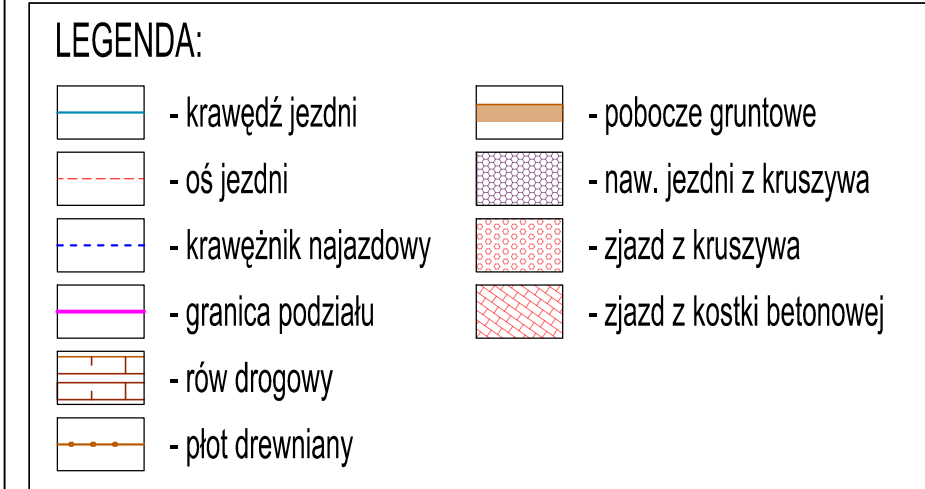 LEGENDA:
- krawędź jezdni
- oś jezdni
- krawężnik najazdowy
- granica podziału
- rów drogowy
- płot drewniany
- pobocze gruntowe
- naw. jezdni z kruszywa
- zjazd z kruszywa
- zjazd z kostki betonowej